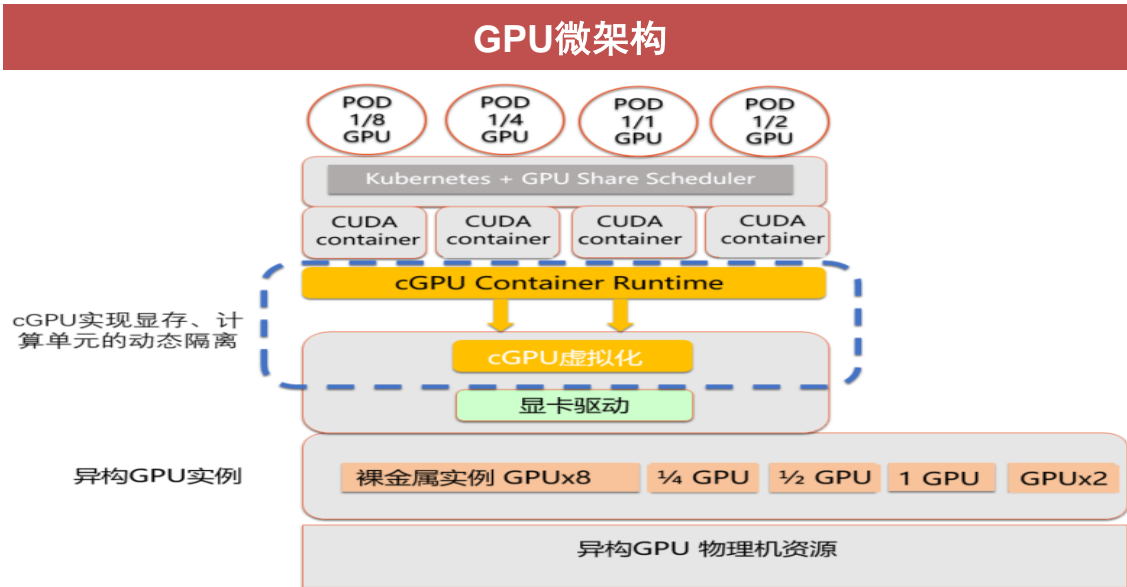 GPU微架构
POD
1/8
GPU
POD
1/4
GPU
POD
1/1
GPU
POD
1/2
GPU
Kubernetes + GPU Share Scheduler
CUDA
container
CUDA
container
CUDA
container
CUDA
container
cGPU Container Runtime
cGPU实现显存、计
算单元的动态隔离
cGPU虚拟化
显卡驱动
异构GPU实例
裸金属实例 GPUx8
¼ GPU
½ GPU
1 GPU
GPUx2
异构GPU 物理机资源